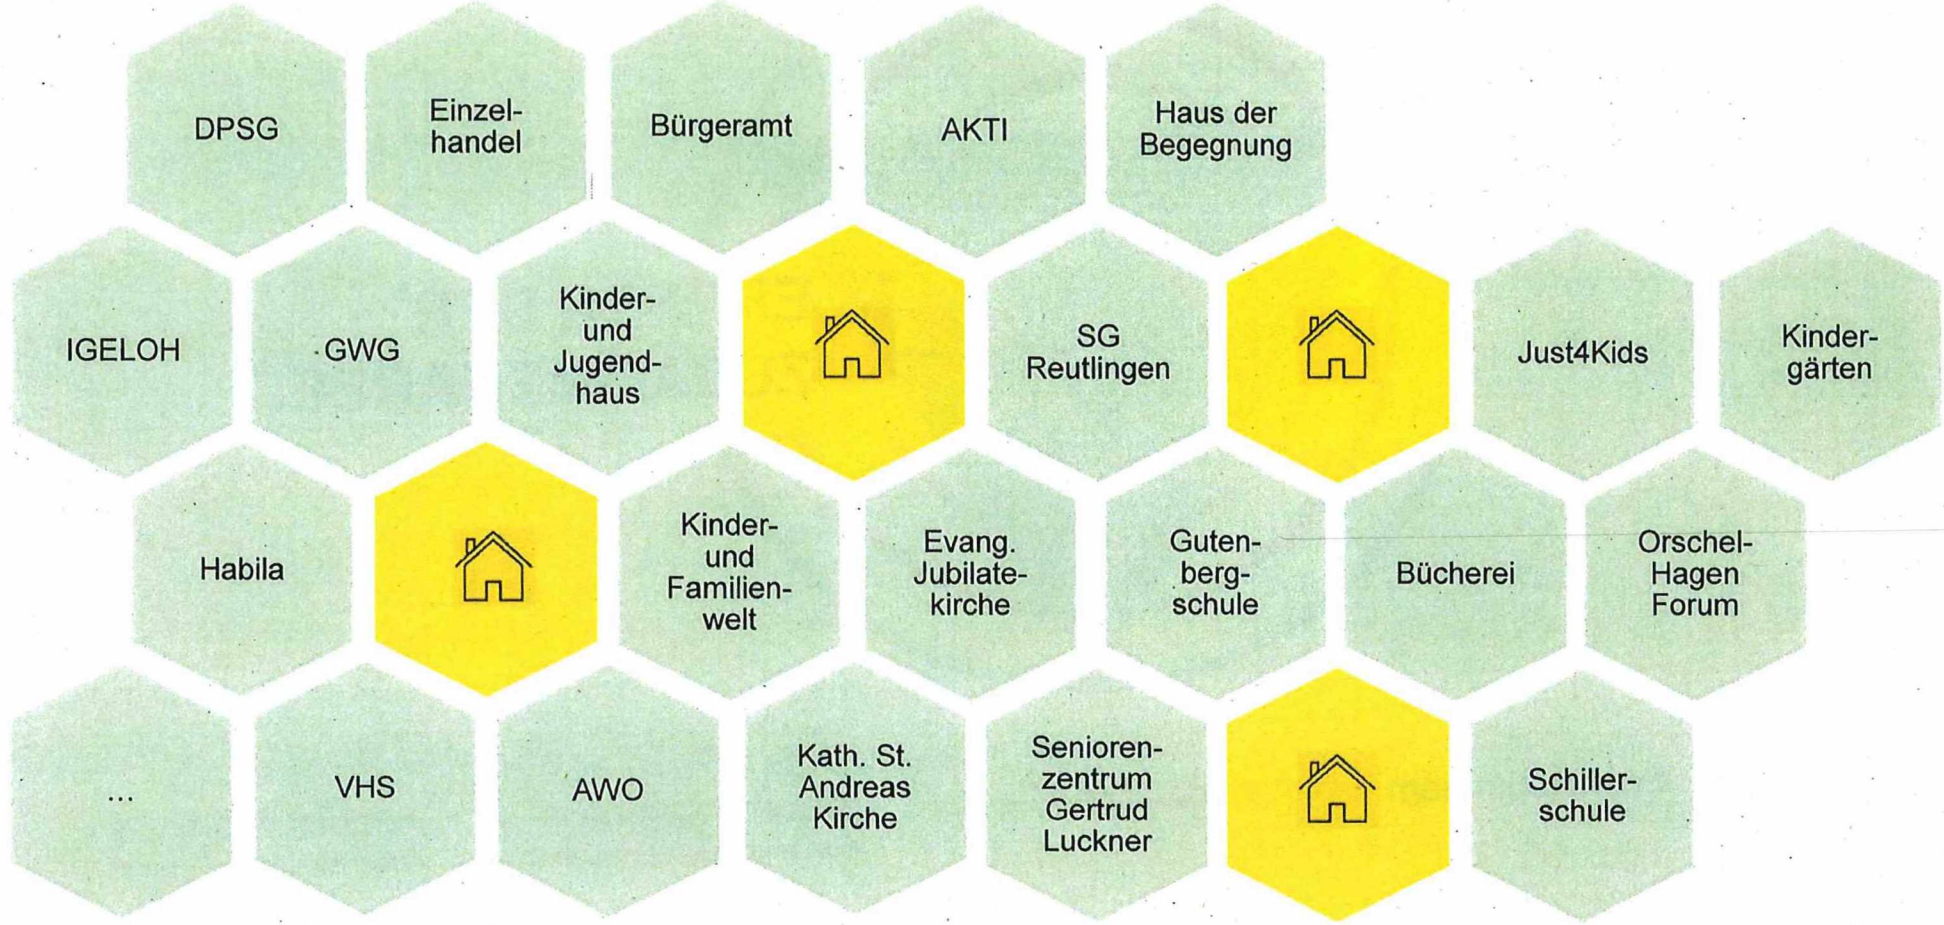 DPSG
Einzel-
handel
Bürgeramt
AKTI
Haus der
Begegnung
IGELOH
GWG
Kinder-
und
Jugend-
haus
SG
Reutlingen
Just4Kids
Kinder-
gärten
Habila
Kinder-
und
Familien-
welt
Evang.
Jubilate-
kirche
Guten-
berg-
schule
Bücherei
Orschel-
Hagen
Forum
...
VHS
AWO
Kath. St.
Andreas
Kirche
Senioren-
zentrum
Gertrud
Luckner
Schiller-
schule